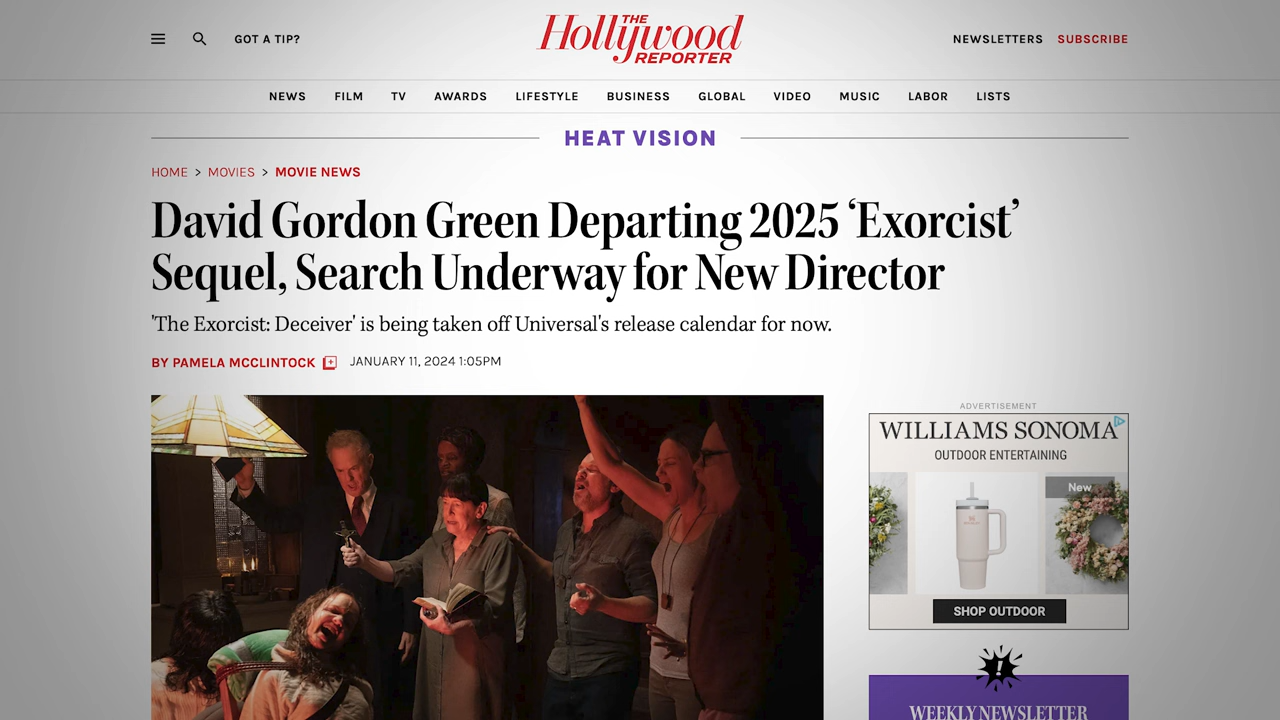 GOT A TIP?
THE
Hollywood
REPORTER
NEWSLETTERS SUBSCRIBE
NEWS FILM TV AWARDS LIFESTYLE BUSINESS GLOBAL VIDEO MUSIC LABOR LISTS
HEAT VISION
HOME > MOVIES > MOVIE NEWS
David Gordon Green Departing 2025 ‘Exorcist’
Sequel, Search Underway for New Director
'The Exorcist: Deceiver' is being taken off Universal's release calendar for now.
BY PAMELA MCCLINTOCK JANUARY 11, 2024 1:05PM
ADVERTISEMENT
WILLIAMS SONOMA
OUTDOOR ENTERTAINING
New
SHOP OUTDOOR
!
WEEKLY NEWSLETTER